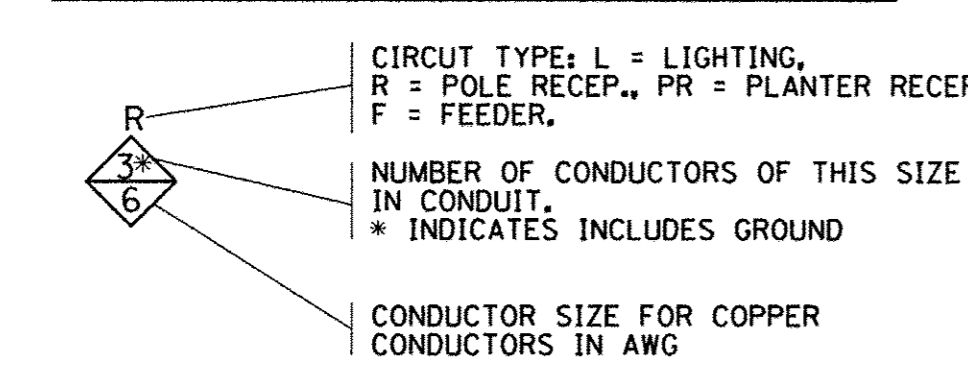 CIRCUT TYPE: L = LIGHTING,
R = POLE RECEP., PR = PLANTER RECEP
F = FEEDER.
R
3*
6
NUMBER OF CONDUCTORS OF THIS SIZE
IN CONDUIT.
* INDICATES INCLUDES GROUND
CONDUCTOR SIZE FOR COPPER
CONDUCTORS IN AWG